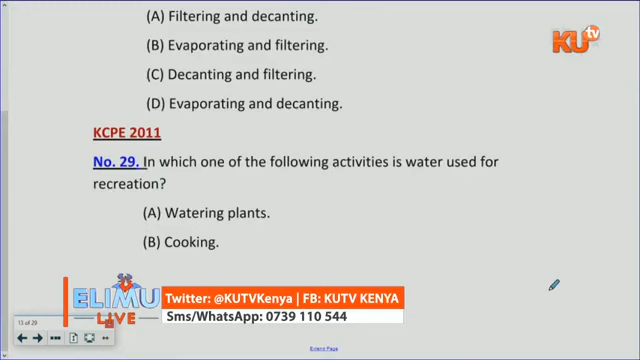 (A) Filtering and decanting.
(B) Evaporating and filtering.
(C) Decanting and filtering.
(D) Evaporating and decanting.
KU tv
KCPE 2011
No. 29. In which one of the following activities is water used for
recreation?
(A) Watering plants.
(B) Cooking.
ELIMU
LIVE
Twitter: @KUTVKenya | FB: KUTV KENYA
Sms/WhatsApp: 0739 110 544
13 of 29
Extend Page